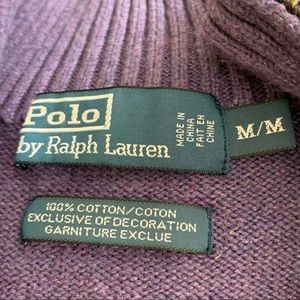 Polo
by Ralph Lauren
MADE IN
CHINA
FAIT EN
CHINE
M/M
100% COTTON/COTON
EXCLUSIVE OF DECORATION
GARNITURE EXCLUE